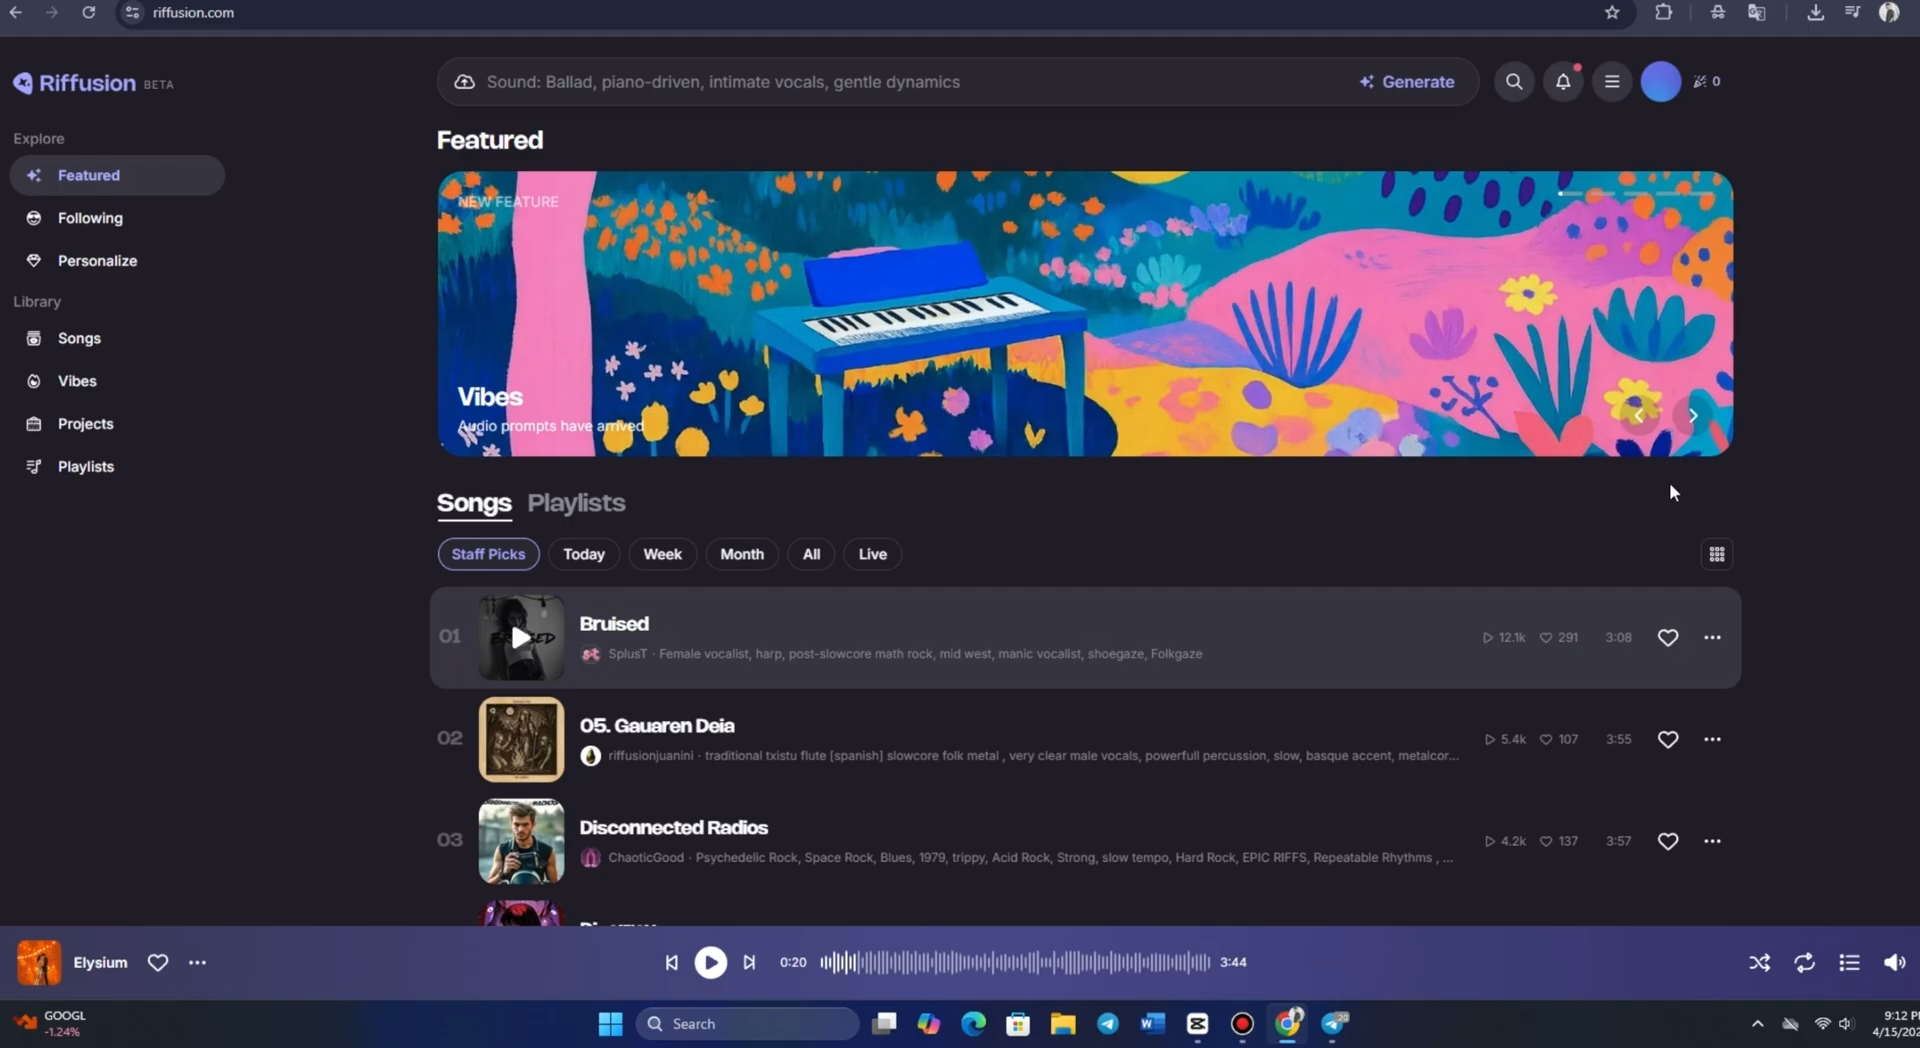 riffusion.com
Riffusion BETA
Sound: Ballad, piano-driven, intimate vocals, gentle dynamics
Generate
0
Explore
Featured
Following
Personalize
Library
Songs
Vibes
Projects
Playlists
Featured
NEW FEATURE
Vibes
Audio prompts have arrived
Songs Playlists
Staff Picks Today Week Month All Live
01
Bruised
SplusT · Female vocalist, harp, post-slowcore math rock, mid west, manic vocalist, shoegaze, Folkgaze
12.1k 291 3:08
02
05. Gauaren Deia
riffusionjuanini · traditional txistu flute [spanish] slowcore folk metal , very clear male vocals, powerfull percussion, slow, basque accent, metalcor...
5.4k 107 3:55
03
Disconnected Radios
ChaoticGood · Psychedelic Rock, Space Rock, Blues, 1979, trippy, Acid Rock, Strong, slow tempo, Hard Rock, EPIC RIFFS, Repeatable Rhythms , ...
4.2k 137 3:57
Elysium
0:20
3:44
GOOGL
-1.24%
Search
9:12 P
4/15/202